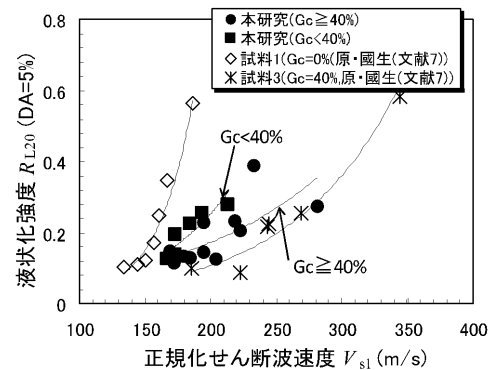 ● 本研究(Gc≧40%)
■ 本研究(Gc<40%)
◇ 試料1(Gc=0%(原・國生(文献7))
試料3(Gc=40%,原・國生(文献7))
0.8
0.6
0.4
0.2
0
液状化強度 RL20 (DA=5%)
Gc<40%
Gc≧40%
100 150 200 250 300 350 400
正規化せん断波速度 Vs1 (m/s)